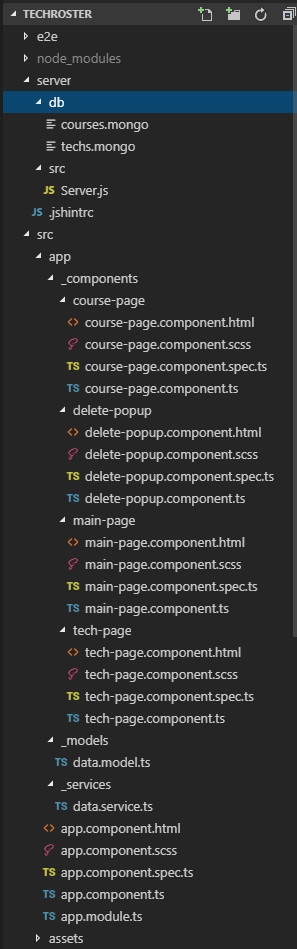 TECHROSTER
e2e
node_modules
server
db
courses.mongo
techs.mongo
src
JS Server.js
JS .jshintrc
src
app
_components
course-page
<> course-page.component.html
course-page.component.scss
TS course-page.component.spec.ts
TS course-page.component.ts
delete-popup
<> delete-popup.component.html
delete-popup.component.scss
TS delete-popup.component.spec.ts
TS delete-popup.component.ts
main-page
<> main-page.component.html
main-page.component.scss
TS main-page.component.spec.ts
TS main-page.component.ts
tech-page
<> tech-page.component.html
tech-page.component.scss
TS tech-page.component.spec.ts
TS tech-page.component.ts
_models
TS data.model.ts
_services
TS data.service.ts
<> app.component.html
app.component.scss
TS app.component.spec.ts
TS app.component.ts
TS app.module.ts
assets